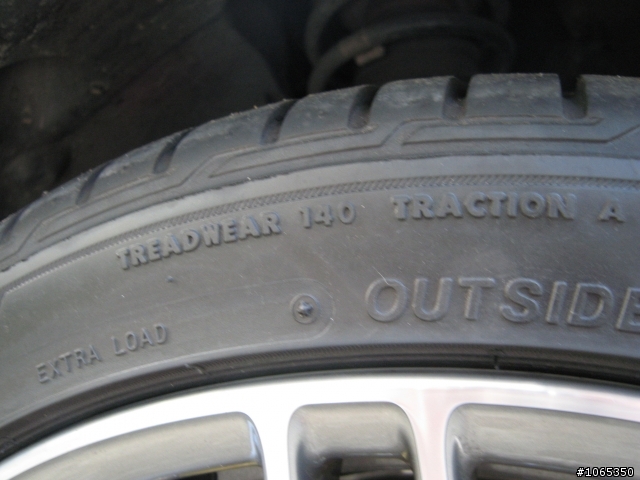 TREADWEAR 140 TRACTION A
OUTSIDE
EXTRA LOAD
#1065350